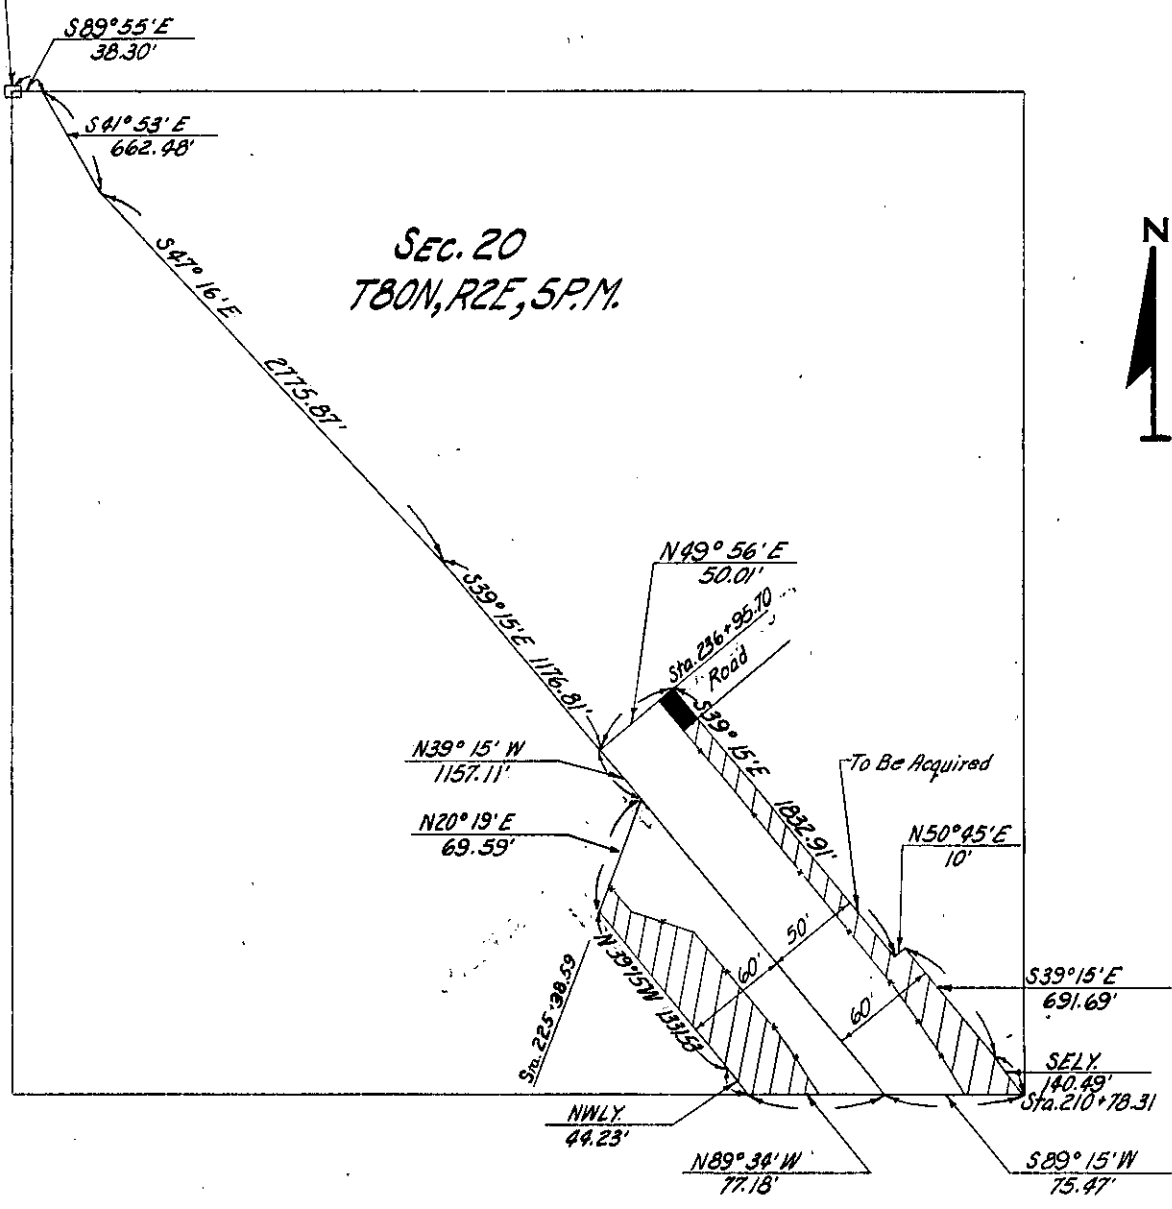 S89°55'E
38.30'
S41°53'E
662.48'
SEC. 20
T80N, R2E, 5P.M.
N
S47°16'E 2775.87'
N49°56'E
50.01'
S39°15'E 1176.81'
Sta. 236+95.70
Road
S39°15'E 1832.91'
N39°15'W
1157.11'
To Be Acquired
N20°19'E
69.59'
N50°45'E
10'
50'
60'
60'
N39°15'W 1331.53
Sta. 225+38.59
S39°15'E
691.69'
SELY.
140.49'
Sta. 210+78.31
NWLY.
44.23'
N89°34'W
77.18'
S89°15'W
75.47'